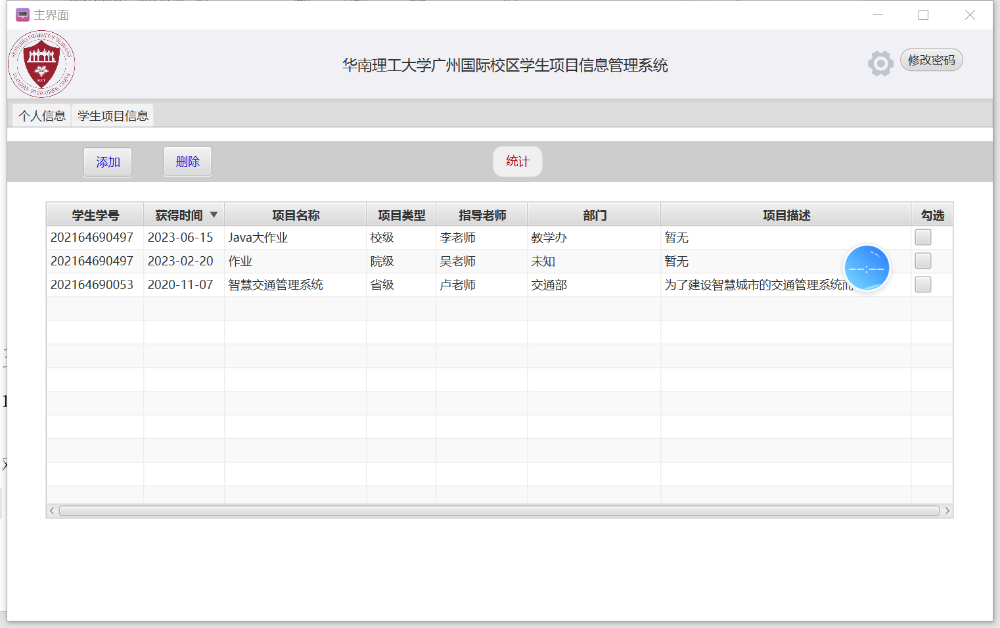 主界面
华南理工大学广州国际校区学生项目信息管理系统
修改密码
个人信息 学生项目信息
添加 删除 统计
学生学号 获得时间 项目名称 项目类型 指导老师 部门 项目描述 勾选
202164690497 2023-06-15 Java大作业 校级 李老师 教学办 暂无
202164690497 2023-02-20 作业 院级 吴老师 未知 暂无
202164690053 2020-11-07 智慧交通管理系统 省级 卢老师 交通部 为了建设智慧城市的交通管理系统而
--:--